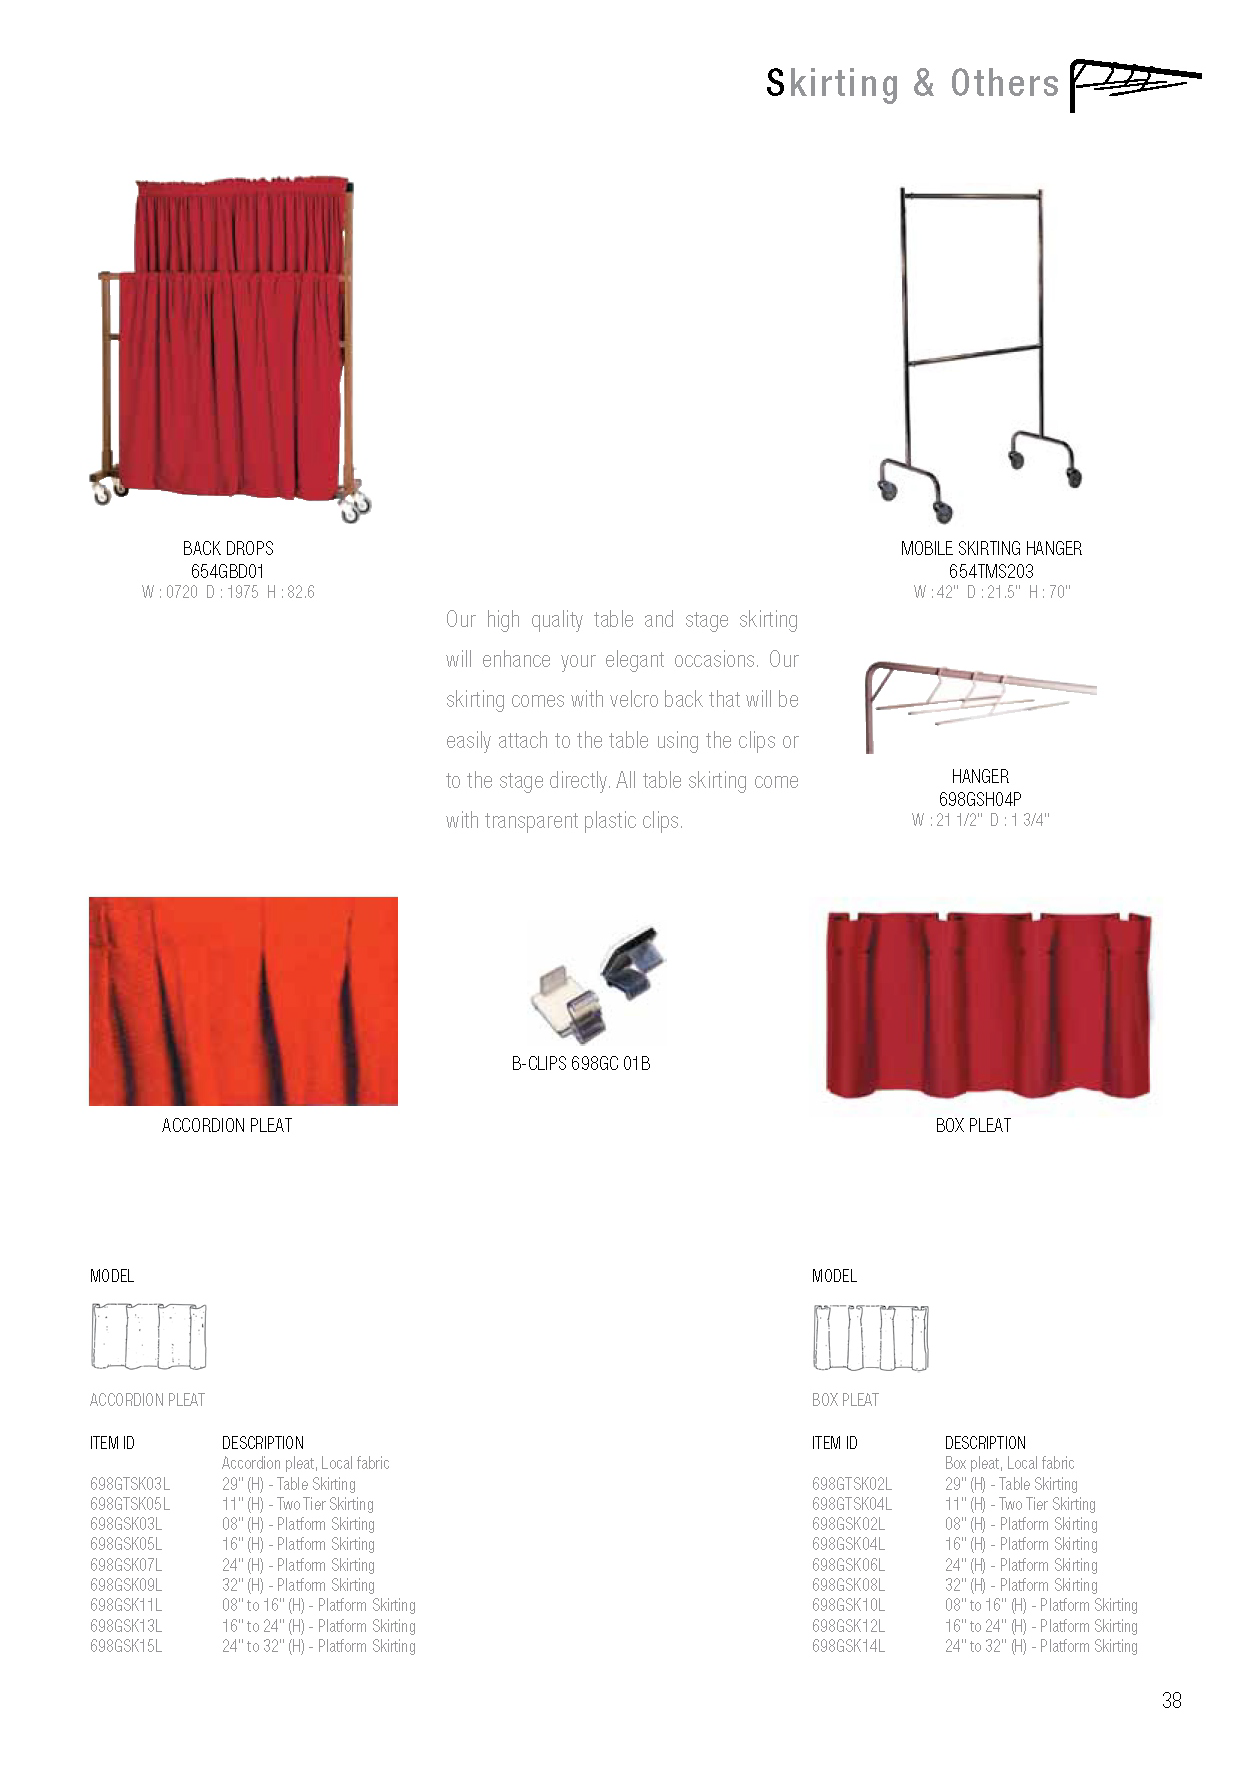 Skirting & Others
BACK DROPS
654GBD01
W : 0720 D : 1975 H : 82.6
MOBILE SKIRTING HANGER
654TMS203
W : 42" D : 21.5" H : 70"
Our high quality table and stage skirting
will enhance your elegant occasions. Our
skirting comes with velcro back that will be
easily attach to the table using the clips or
to the stage directly. All table skirting come
with transparent plastic clips.
HANGER
698GSH04P
W : 21 1/2" D : 1 3/4"
ACCORDION PLEAT
B-CLIPS 698GC 01B
BOX PLEAT
MODEL
ACCORDION PLEAT
ITEM ID DESCRIPTION
Accordion pleat, Local fabric
698GTSK03L 29" (H) - Table Skirting
698GTSK05L 11" (H) - Two Tier Skirting
698GSK03L 08" (H) - Platform Skirting
698GSK05L 16" (H) - Platform Skirting
698GSK07L 24" (H) - Platform Skirting
698GSK09L 32" (H) - Platform Skirting
698GSK11L 08" to 16" (H) - Platform Skirting
698GSK13L 16" to 24" (H) - Platform Skirting
698GSK15L 24" to 32" (H) - Platform Skirting
MODEL
BOX PLEAT
ITEM ID DESCRIPTION
Box pleat, Local fabric
698GTSK02L 29" (H) - Table Skirting
698GTSK04L 11" (H) - Two Tier Skirting
698GSK02L 08" (H) - Platform Skirting
698GSK04L 16" (H) - Platform Skirting
698GSK06L 24" (H) - Platform Skirting
698GSK08L 32" (H) - Platform Skirting
698GSK10L 08" to 16" (H) - Platform Skirting
698GSK12L 16" to 24" (H) - Platform Skirting
698GSK14L 24" to 32" (H) - Platform Skirting
38